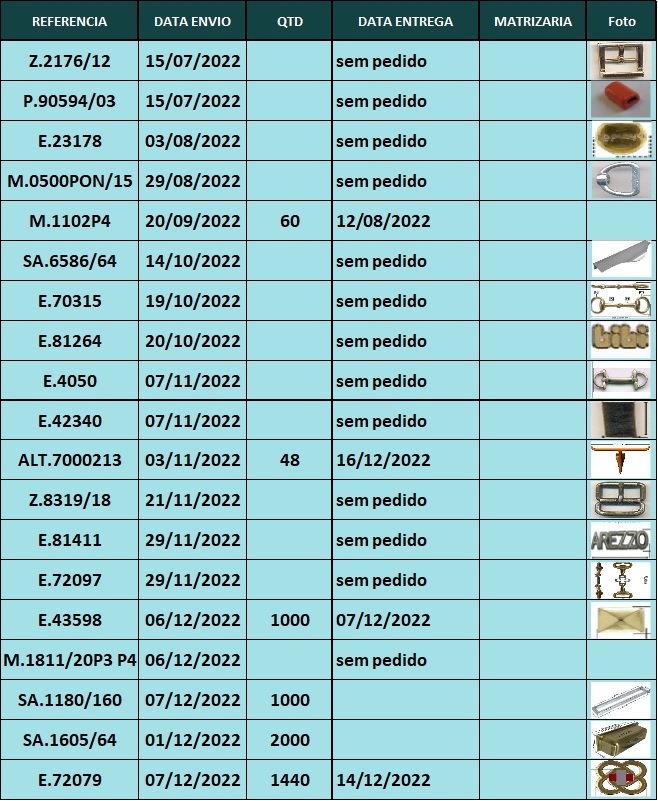 REFERENCIA DATA ENVIO QTD DATA ENTREGA MATRIZARIA Foto
Z.2176/12 15/07/2022 sem pedido
P.90594/03 15/07/2022 sem pedido
E.23178 03/08/2022 sem pedido
M.0500PON/15 29/08/2022 sem pedido
M.1102P4 20/09/2022 60 12/08/2022
SA.6586/64 14/10/2022 sem pedido
E.70315 19/10/2022 sem pedido
E.81264 20/10/2022 sem pedido bibi
E.4050 07/11/2022 sem pedido
E.42340 07/11/2022 sem pedido
ALT.7000213 03/11/2022 48 16/12/2022
Z.8319/18 21/11/2022 sem pedido
E.81411 29/11/2022 sem pedido AREZZO
E.72097 29/11/2022 sem pedido
E.43598 06/12/2022 1000 07/12/2022
M.1811/20P3 P4 06/12/2022 sem pedido
SA.1180/160 07/12/2022 1000
SA.1605/64 01/12/2022 2000
E.72079 07/12/2022 1440 14/12/2022